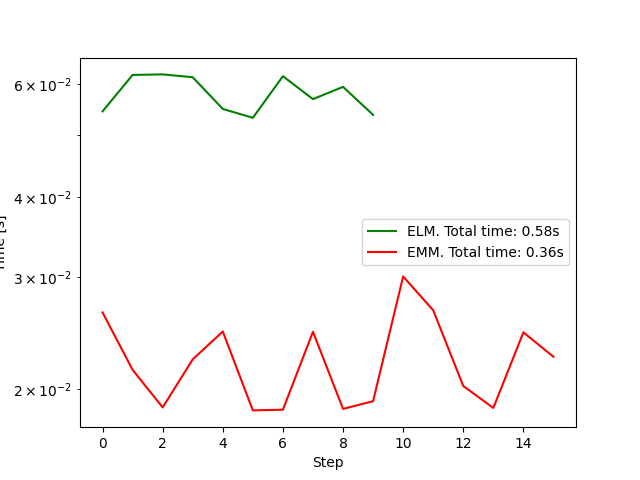 6 × 10⁻²
4 × 10⁻²
3 × 10⁻²
2 × 10⁻²
ELM. Total time: 0.58s
EMM. Total time: 0.36s
0 2 4 6 8 10 12 14
Step